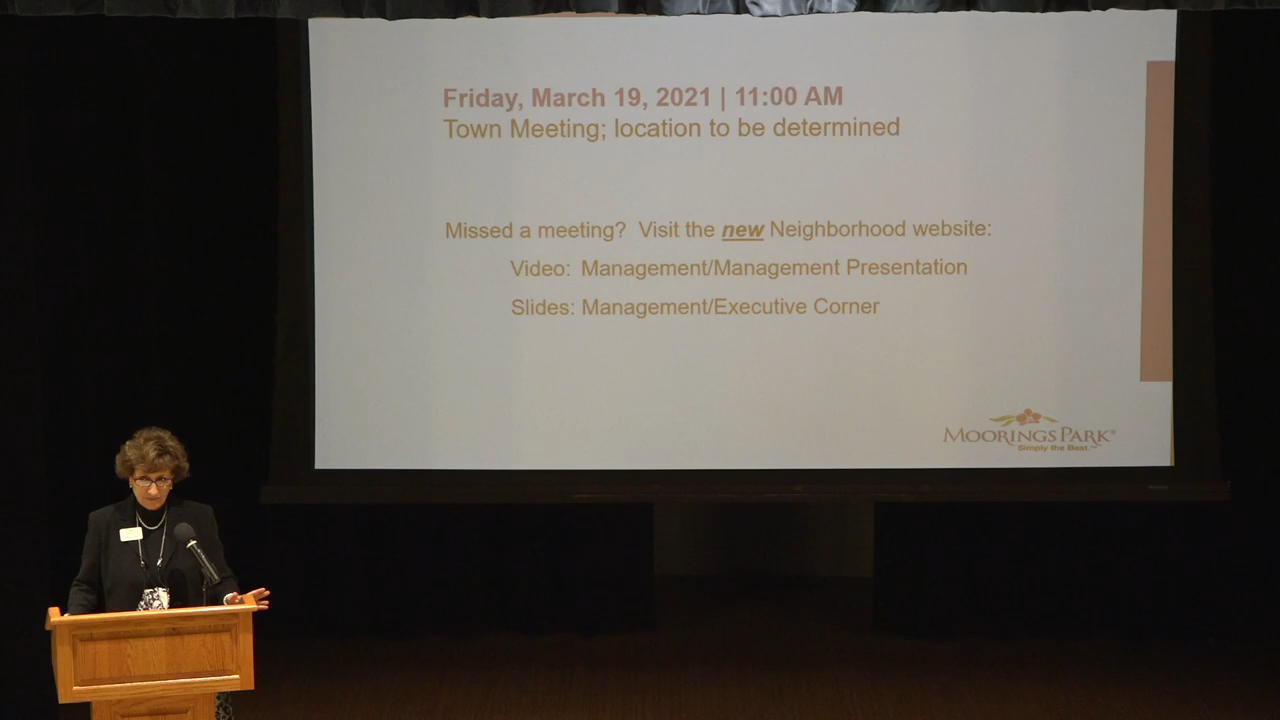 Friday, March 19, 2021 | 11:00 AM
Town Meeting; location to be determined
Missed a meeting? Visit the new Neighborhood website:
Video: Management/Management Presentation
Slides: Management/Executive Corner
MOORINGS PARK®
Simply the Best.™